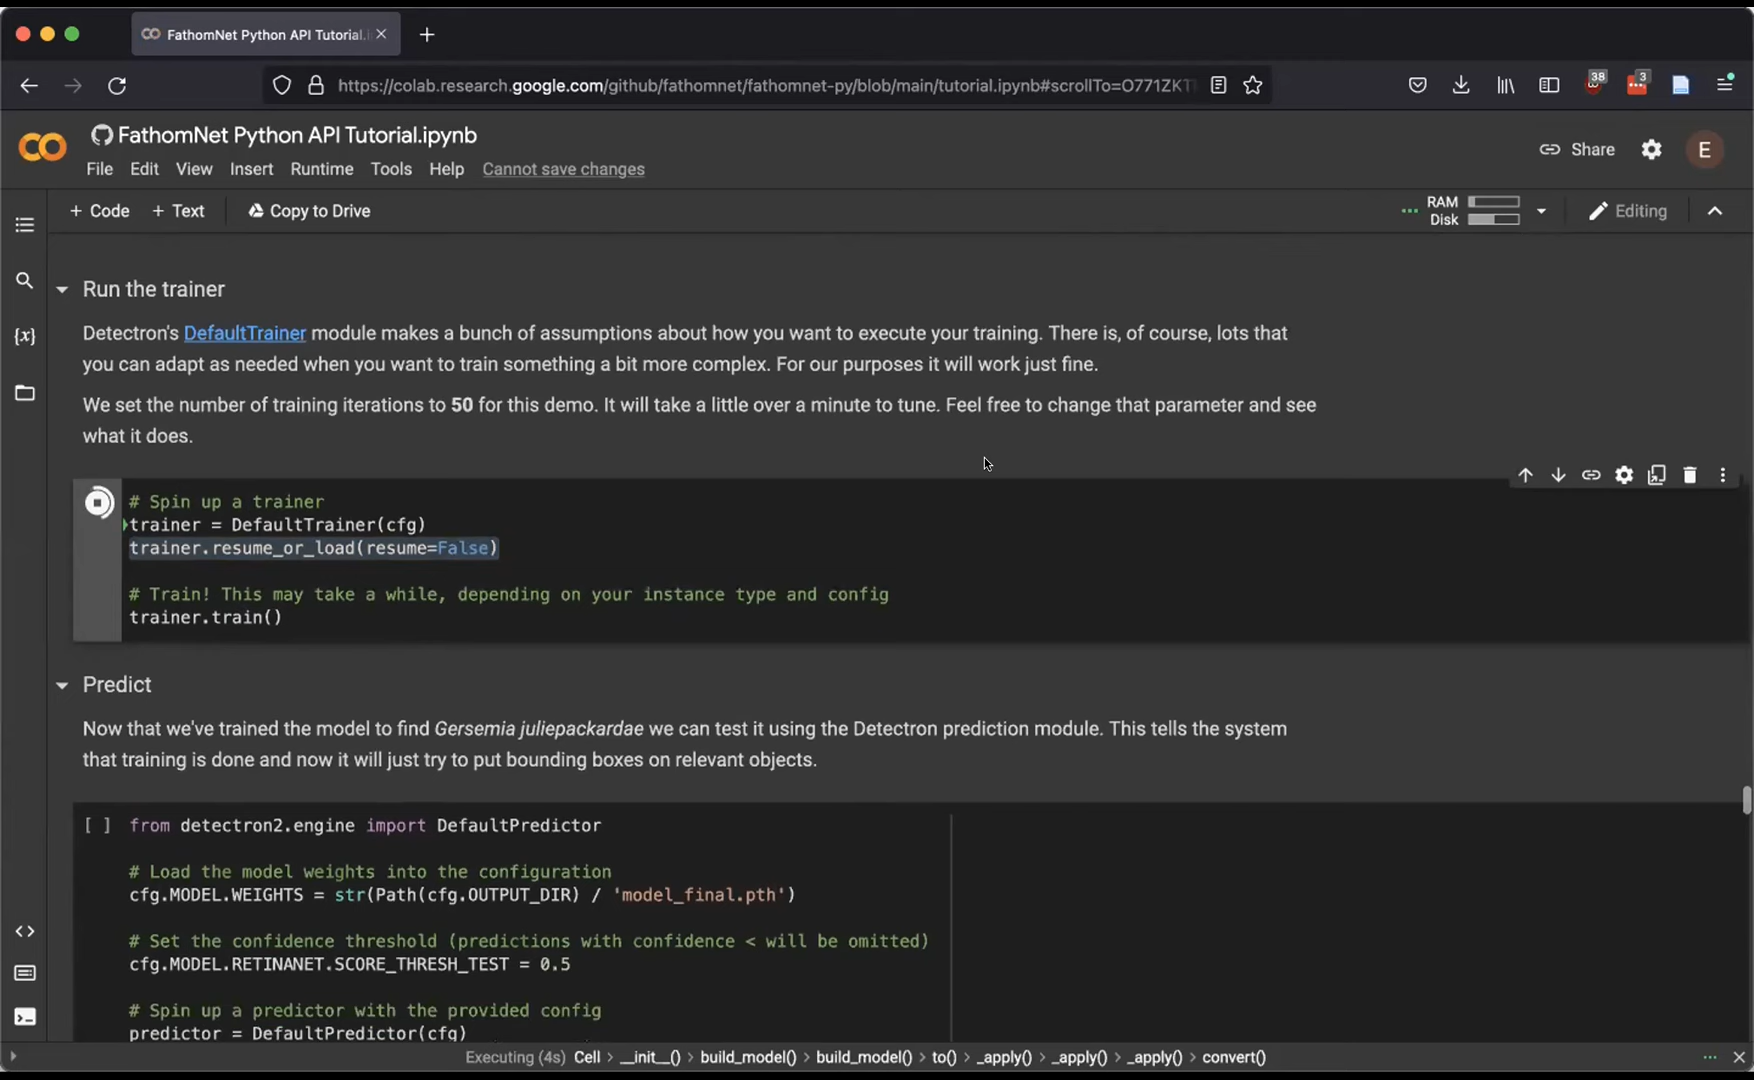 FathomNet Python API Tutorial.i
https://colab.research.google.com/github/fathomnet/fathomnet-py/blob/main/tutorial.ipynb#scrollTo=O771ZKT
38
3
FathomNet Python API Tutorial.ipynb
Share
E
File Edit View Insert Runtime Tools Help Cannot save changes
+ Code + Text Copy to Drive
RAM
Disk
Editing
Run the trainer
Detectron's DefaultTrainer module makes a bunch of assumptions about how you want to execute your training. There is, of course, lots that
you can adapt as needed when you want to train something a bit more complex. For our purposes it will work just fine.
We set the number of training iterations to 50 for this demo. It will take a little over a minute to tune. Feel free to change that parameter and see
what it does.
# Spin up a trainer
trainer = DefaultTrainer(cfg)
trainer.resume_or_load(resume=False)
# Train! This may take a while, depending on your instance type and config
trainer.train()
Predict
Now that we've trained the model to find Gersemia juliepackardae we can test it using the Detectron prediction module. This tells the system
that training is done and now it will just try to put bounding boxes on relevant objects.
[ ] from detectron2.engine import DefaultPredictor
# Load the model weights into the configuration
cfg.MODEL.WEIGHTS = str(Path(cfg.OUTPUT_DIR) / 'model_final.pth')
# Set the confidence threshold (predictions with confidence < will be omitted)
cfg.MODEL.RETINANET.SCORE_THRESH_TEST = 0.5
# Spin up a predictor with the provided config
predictor = DefaultPredictor(cfg)
Executing (4s) Cell > __init__() > build_model() > build_model() > to() > _apply() > _apply() > _apply() > convert()